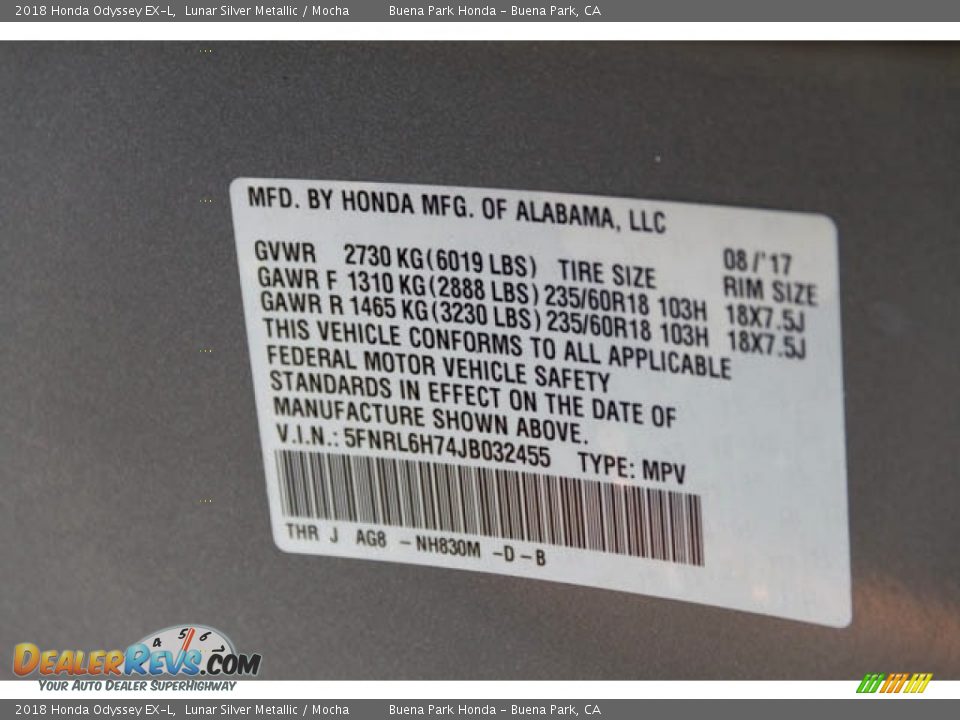 2018 Honda Odyssey EX-L, Lunar Silver Metallic / Mocha Buena Park Honda - Buena Park, CA
MFD. BY HONDA MFG. OF ALABAMA, LLC
08/'17
GVWR 2730 KG(6019 LBS) TIRE SIZE RIM SIZE
GAWR F 1310 KG(2888 LBS) 235/60R18 103H 18X7.5J
GAWR R 1465 KG(3230 LBS) 235/60R18 103H 18X7.5J
THIS VEHICLE CONFORMS TO ALL APPLICABLE
FEDERAL MOTOR VEHICLE SAFETY
STANDARDS IN EFFECT ON THE DATE OF
MANUFACTURE SHOWN ABOVE.
V.I.N.: 5FNRL6H74JB032455 TYPE: MPV
THR J AG8 - NH830M -D-B
4 5 6
DEALERREVS.COM
YOUR AUTO DEALER SUPERHIGHWAY
2018 Honda Odyssey EX-L, Lunar Silver Metallic / Mocha Buena Park Honda - Buena Park, CA